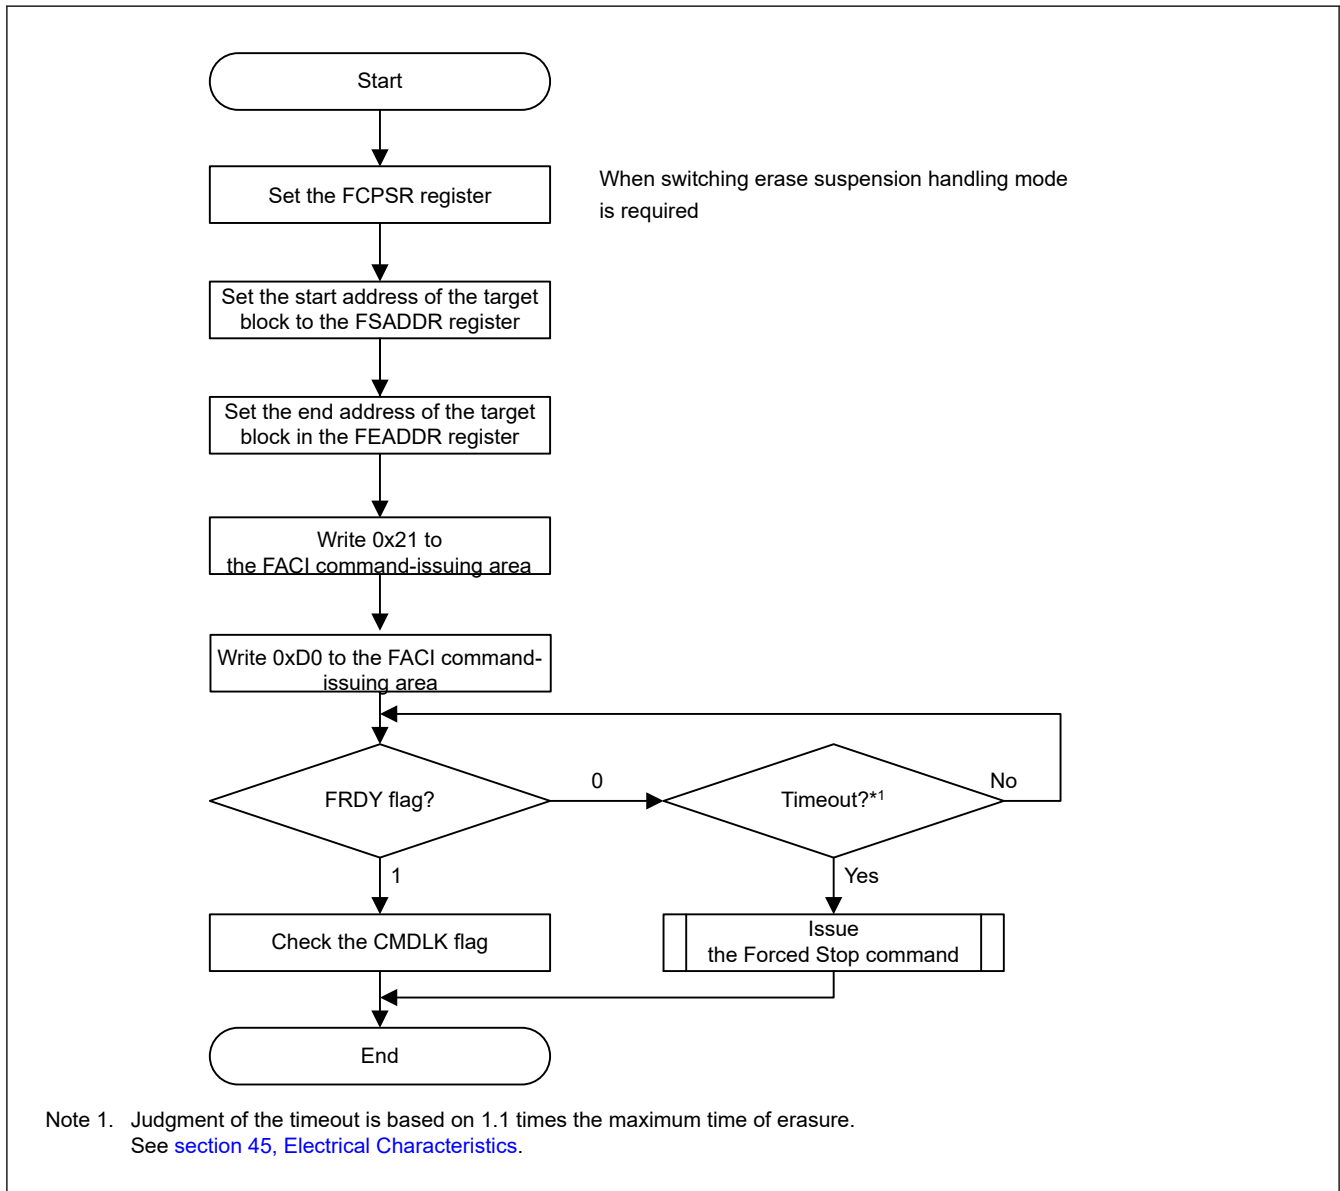 Start
Set the FCPSR register
When switching erase suspension handling mode
is required
Set the start address of the target
block to the FSADDR register
Set the end address of the target
block in the FEADDR register
Write 0x21 to
the FACI command-issuing area
Write 0xD0 to the FACI command-
issuing area
FRDY flag?
0
Timeout?*1
No
1
Yes
Check the CMDLK flag
Issue
the Forced Stop command
End
Note 1. Judgment of the timeout is based on 1.1 times the maximum time of erasure.
See section 45, Electrical Characteristics.